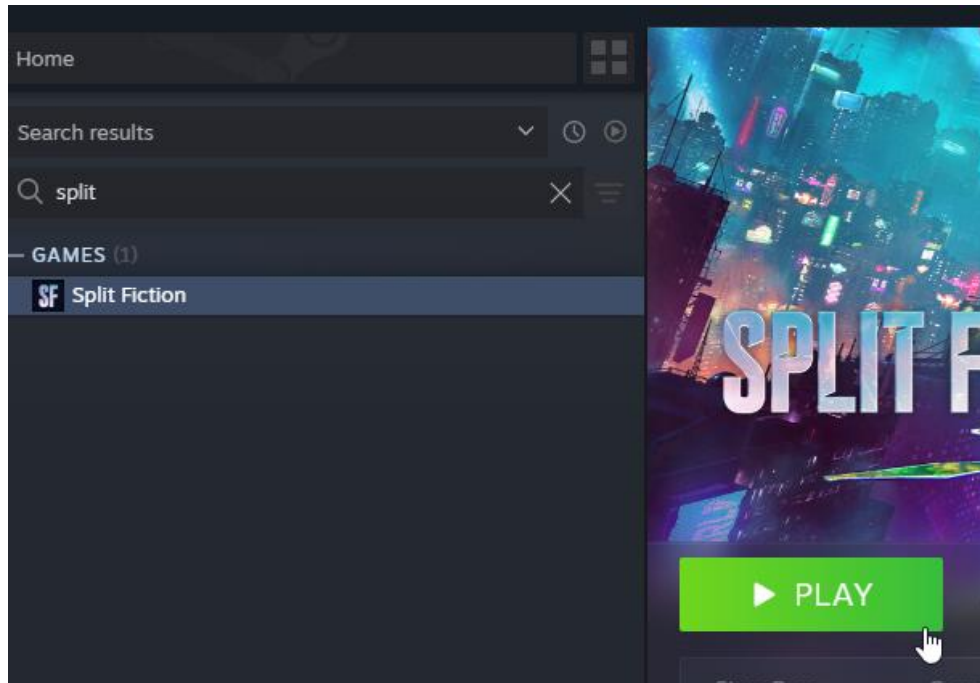 Home
Search results
split
GAMES (1)
SF Split Fiction
SPLIT
PLAY